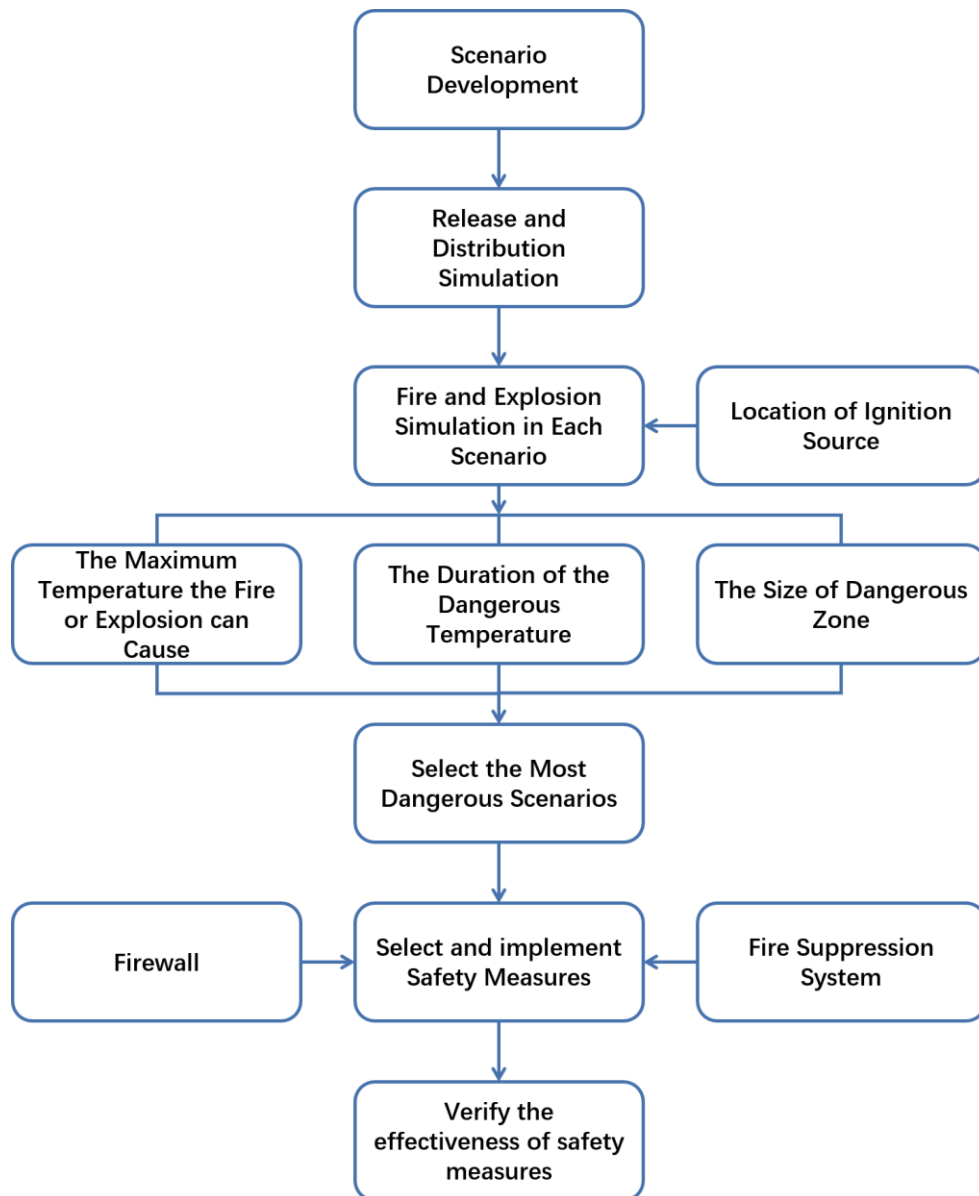 Scenario
Development
Release and
Distribution
Simulation
Fire and Explosion
Simulation in Each
Scenario
Location of Ignition
Source
The Maximum
Temperature the Fire
or Explosion can
Cause
The Duration of the
Dangerous
Temperature
The Size of Dangerous
Zone
Select the Most
Dangerous Scenarios
Firewall
Select and implement
Safety Measures
Fire Suppression
System
Verify the
effectiveness of safety
measures